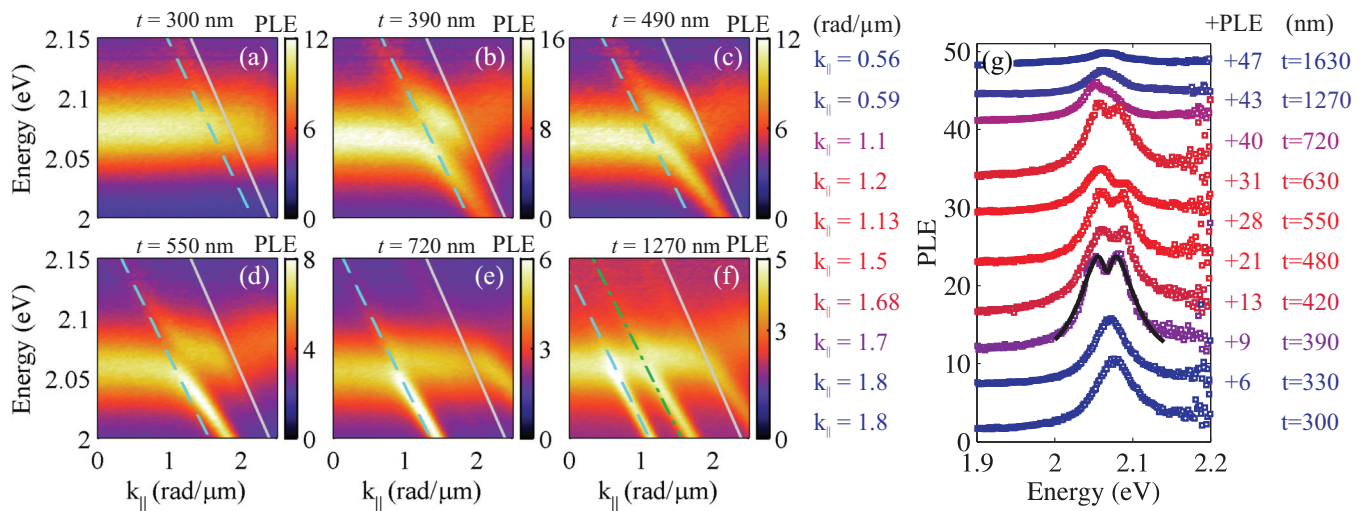 t = 300 nm PLE t = 390 nm PLE t = 490 nm PLE (rad/μm) +PLE (nm)
2.15 12 16 12 50
(a) (b) (c) (g)
k|| = 0.56 +47 t=1630
2.1 6 8 6
k|| = 0.59 +43 t=1270
Energy (eV)
40
k|| = 1.1 +40 t=720
2.05
k|| = 1.2 +31 t=630
2 0 0 0
30
t = 550 nm PLE t = 720 nm PLE t = 1270 nm PLE
k|| = 1.13 +28 t=550
2.15 8 6 5
(d) (e) (f)
PLE
k|| = 1.5 +21 t=480
20
2.1
k|| = 1.68 +13 t=420
Energy (eV)
4 3 3
k|| = 1.7 +9 t=390
2.05
10
k|| = 1.8 +6 t=330
2 0 0 0
k|| = 1.8 t=300
0
0 1 2 0 1 2 0 1 2 1.9 2 2.1 2.2
k|| (rad/μm) k|| (rad/μm) k|| (rad/μm) Energy (eV)